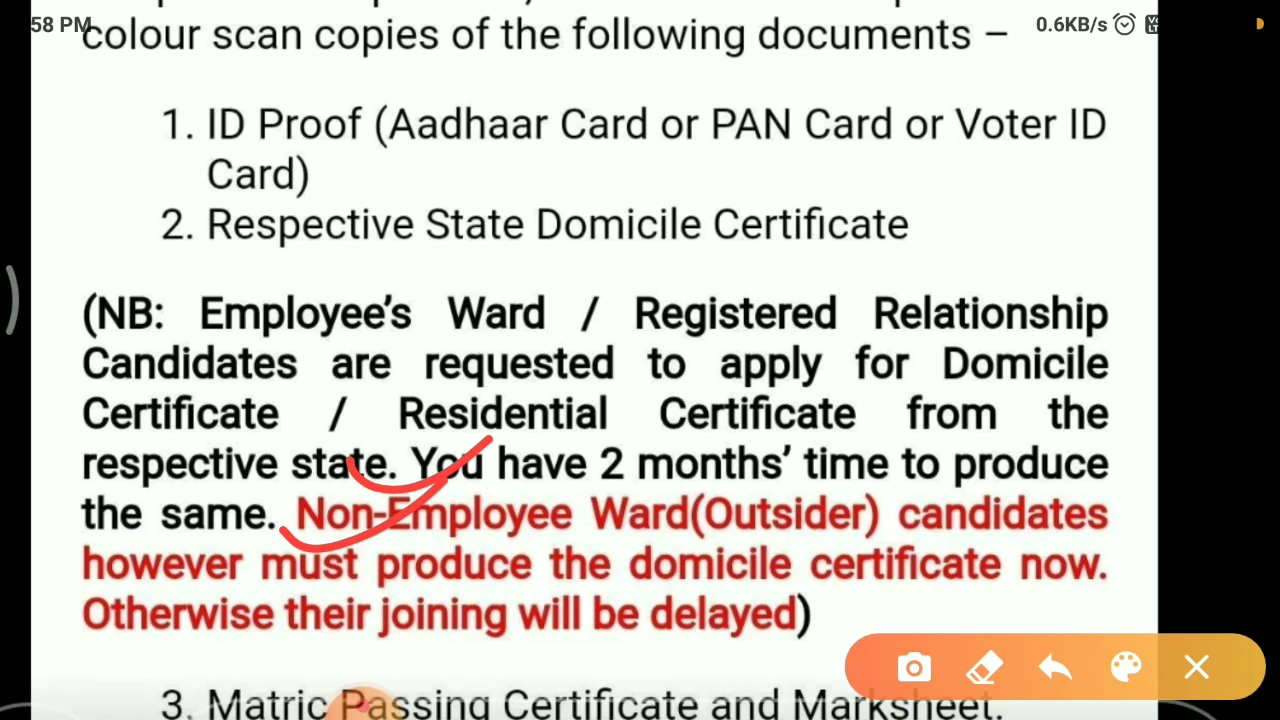 58 PM
0.6KB/s
colour scan copies of the following documents –
1. ID Proof (Aadhaar Card or PAN Card or Voter ID
Card)
2. Respective State Domicile Certificate
(NB: Employee's Ward / Registered Relationship
Candidates are requested to apply for Domicile
Certificate / Residential Certificate from the
respective state. You have 2 months' time to produce
the same. Non-Employee Ward(Outsider) candidates
however must produce the domicile certificate now.
Otherwise their joining will be delayed)
3. Matric Passing Certificate and Marksheet.